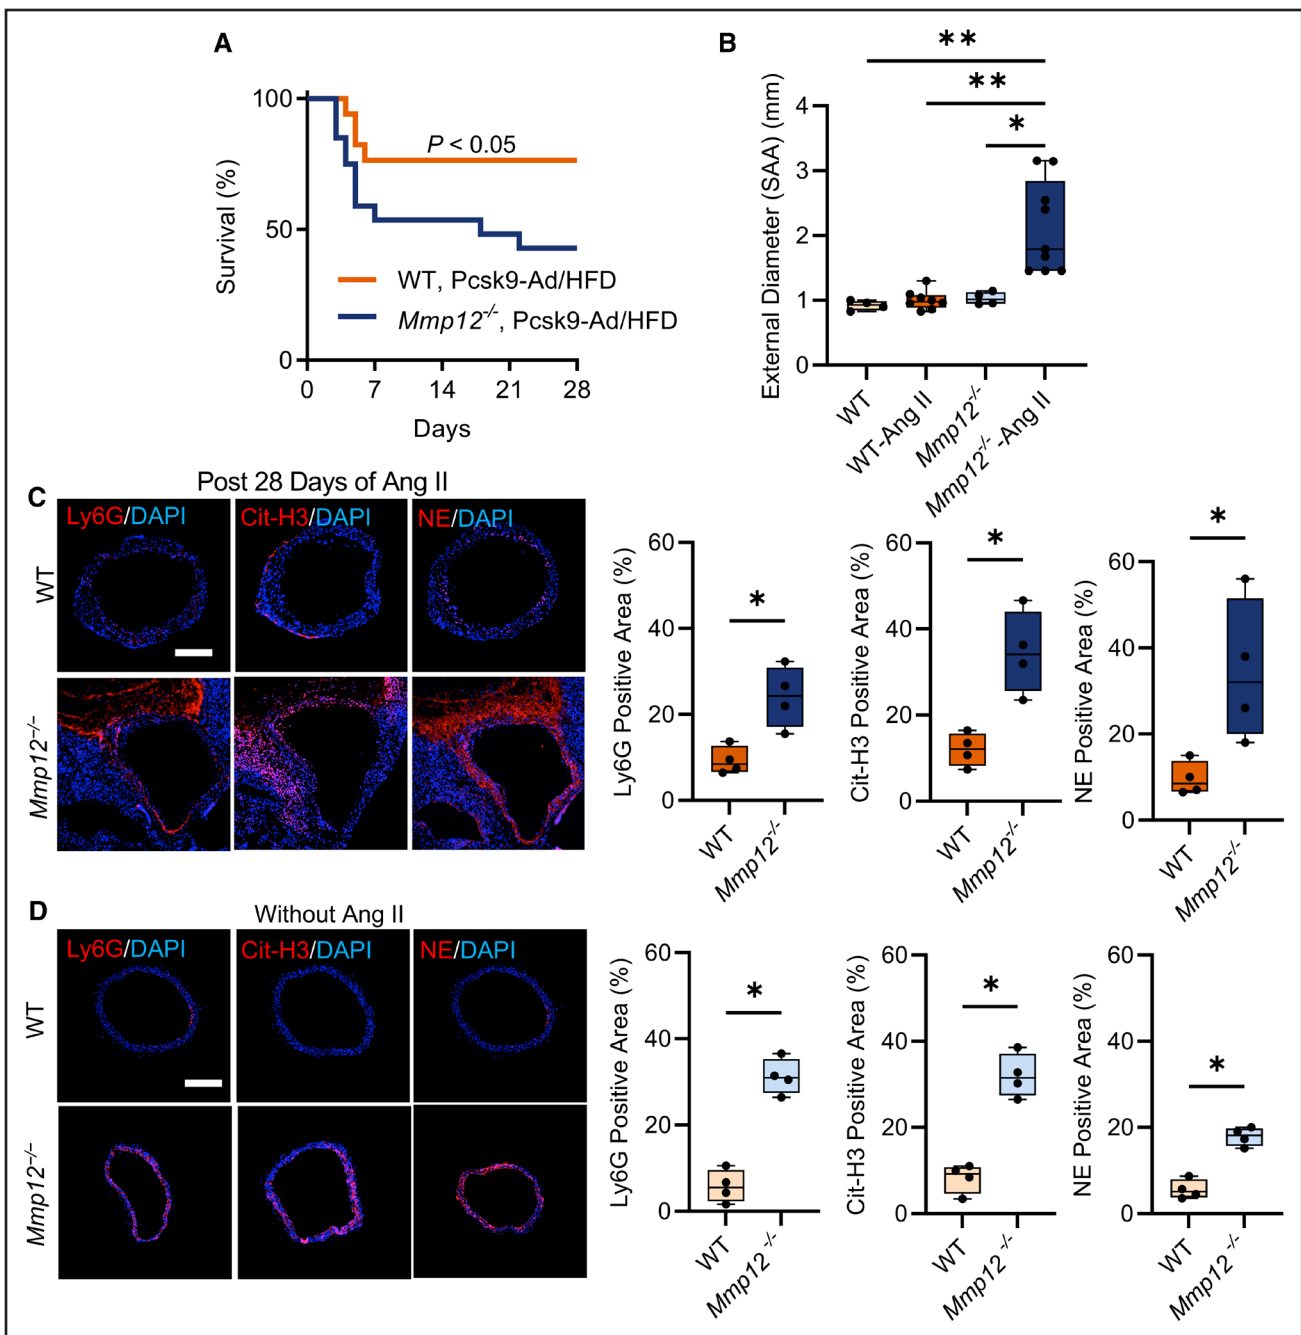 A
100
50
0
Survival (%)
P < 0.05
WT, Pcsk9-Ad/HFD
Mmp12-/-, Pcsk9-Ad/HFD
0 7 14 21 28
Days
B
** 
**
*
External Diameter (SAA) (mm)
4
3
2
1
0
WT
WT-Ang II
Mmp12-/-
Mmp12-/--Ang II
C
Post 28 Days of Ang II
Ly6G/DAPI
Cit-H3/DAPI
NE/DAPI
WT
Mmp12-/-
Ly6G Positive Area (%)
60
40
20
0
*
WT
Mmp12-/-
Cit-H3 Positive Area (%)
60
40
20
0
*
WT
Mmp12-/-
NE Positive Area (%)
60
40
20
0
*
WT
Mmp12-/-
D
Without Ang II
Ly6G/DAPI
Cit-H3/DAPI
NE/DAPI
WT
Mmp12-/-
Ly6G Positive Area (%)
60
40
20
0
*
WT
Mmp12-/-
Cit-H3 Positive Area (%)
60
40
20
0
*
WT
Mmp12-/-
NE Positive Area (%)
60
40
20
0
*
WT
Mmp12-/-